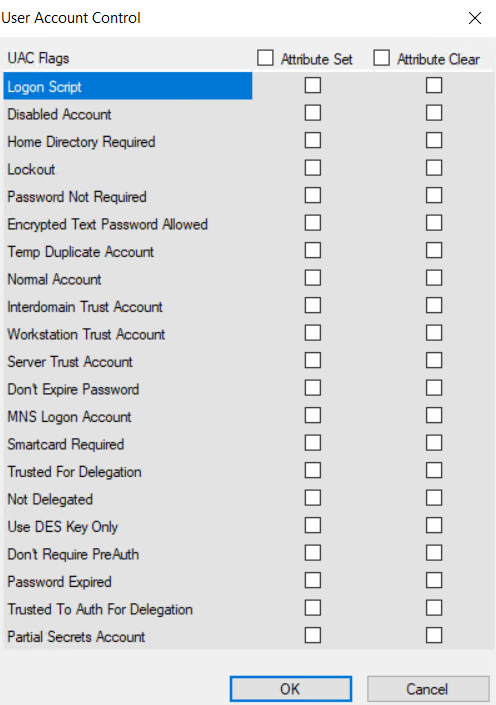 User Account Control
UAC Flags Attribute Set Attribute Clear
Logon Script
Disabled Account
Home Directory Required
Lockout
Password Not Required
Encrypted Text Password Allowed
Temp Duplicate Account
Normal Account
Interdomain Trust Account
Workstation Trust Account
Server Trust Account
Don't Expire Password
MNS Logon Account
Smartcard Required
Trusted For Delegation
Not Delegated
Use DES Key Only
Don't Require PreAuth
Password Expired
Trusted To Auth For Delegation
Partial Secrets Account
OK Cancel